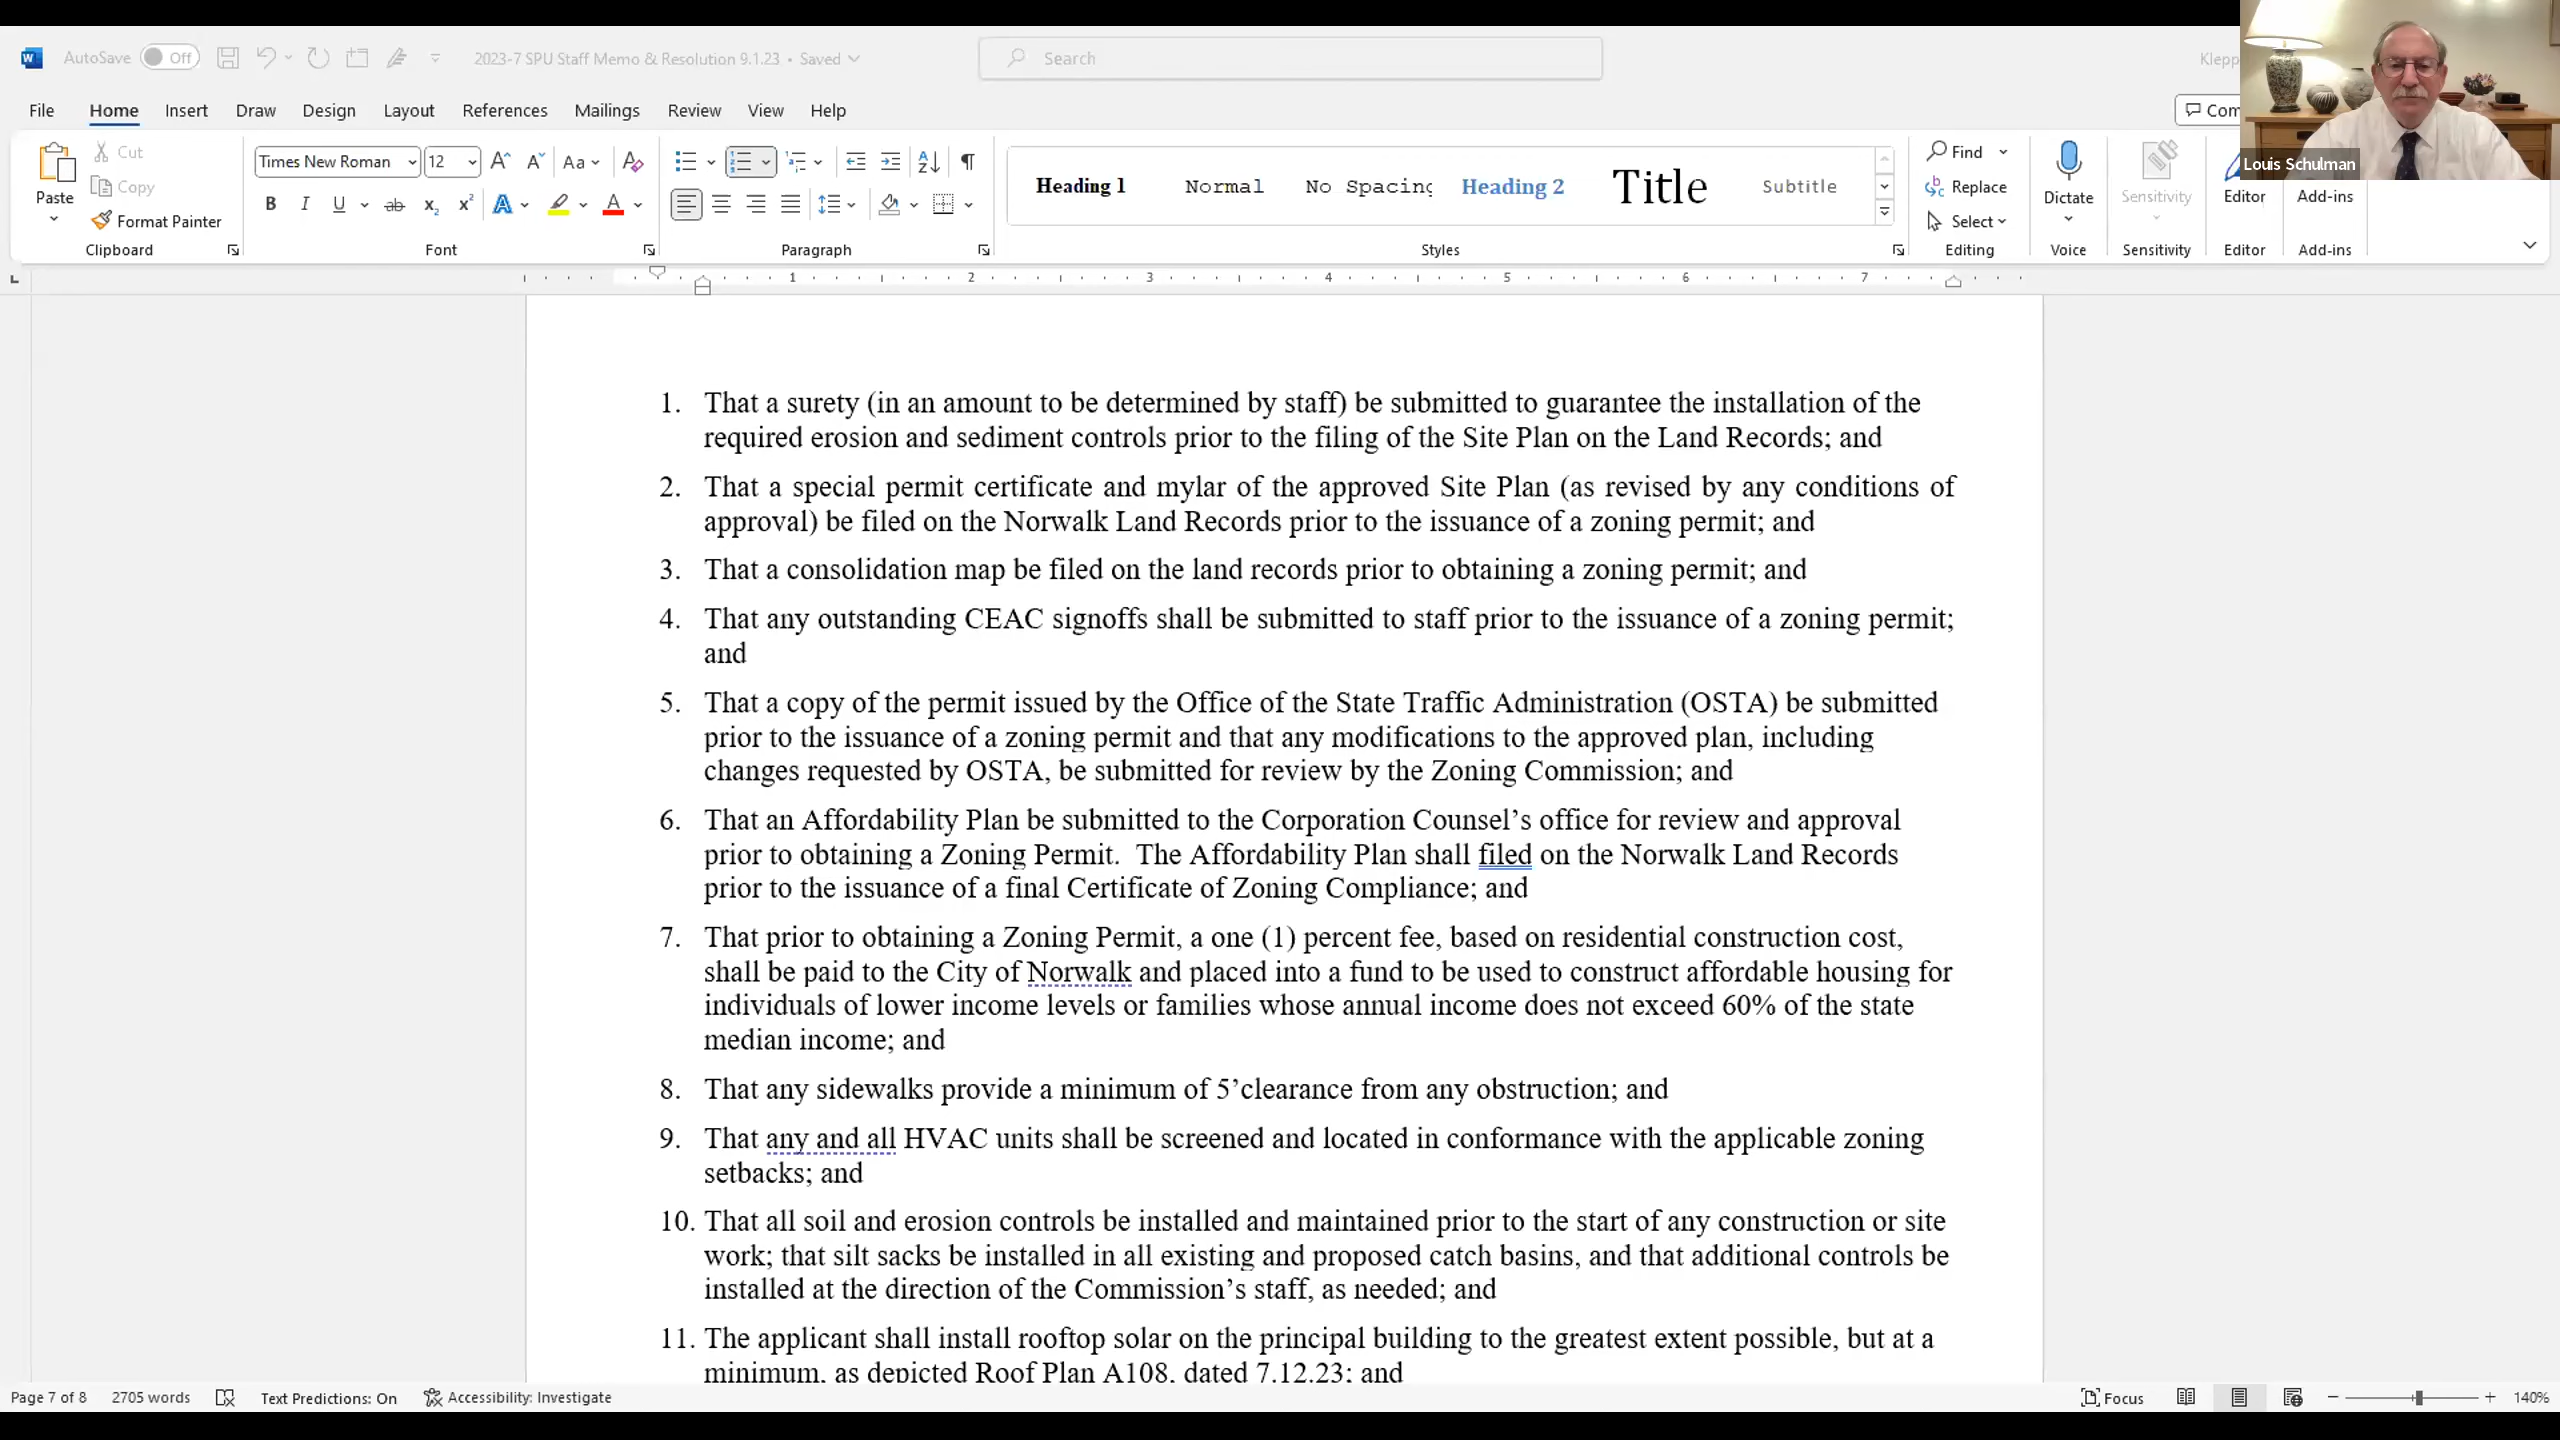 AutoSave Off 2023-7 SPU Staff Memo & Resolution 9.1.23 • Saved Search
File Home Insert Draw Design Layout References Mailings Review View Help
Louis Schulman
Paste Cut Copy Format Painter Clipboard
Times New Roman 12 Font
Paragraph
Heading 1 Normal No Spacing Heading 2 Title Subtitle Styles
Find Replace Select Editing
Dictate Voice
Sensitivity Sensitivity
Editor Editor
Add-ins Add-ins
1 2 3 4 5 6 7
1. That a surety (in an amount to be determined by staff) be submitted to guarantee the installation of the
required erosion and sediment controls prior to the filing of the Site Plan on the Land Records; and
2. That a special permit certificate and mylar of the approved Site Plan (as revised by any conditions of
approval) be filed on the Norwalk Land Records prior to the issuance of a zoning permit; and
3. That a consolidation map be filed on the land records prior to obtaining a zoning permit; and
4. That any outstanding CEAC signoffs shall be submitted to staff prior to the issuance of a zoning permit;
and
5. That a copy of the permit issued by the Office of the State Traffic Administration (OSTA) be submitted
prior to the issuance of a zoning permit and that any modifications to the approved plan, including
changes requested by OSTA, be submitted for review by the Zoning Commission; and
6. That an Affordability Plan be submitted to the Corporation Counsel’s office for review and approval
prior to obtaining a Zoning Permit. The Affordability Plan shall filed on the Norwalk Land Records
prior to the issuance of a final Certificate of Zoning Compliance; and
7. That prior to obtaining a Zoning Permit, a one (1) percent fee, based on residential construction cost,
shall be paid to the City of Norwalk and placed into a fund to be used to construct affordable housing for
individuals of lower income levels or families whose annual income does not exceed 60% of the state
median income; and
8. That any sidewalks provide a minimum of 5’clearance from any obstruction; and
9. That any and all HVAC units shall be screened and located in conformance with the applicable zoning
setbacks; and
10. That all soil and erosion controls be installed and maintained prior to the start of any construction or site
work; that silt sacks be installed in all existing and proposed catch basins, and that additional controls be
installed at the direction of the Commission’s staff, as needed; and
11. The applicant shall install rooftop solar on the principal building to the greatest extent possible, but at a
minimum, as depicted Roof Plan A108, dated 7.12.23; and
Page 7 of 8 2705 words Text Predictions: On Accessibility: Investigate Focus 140%